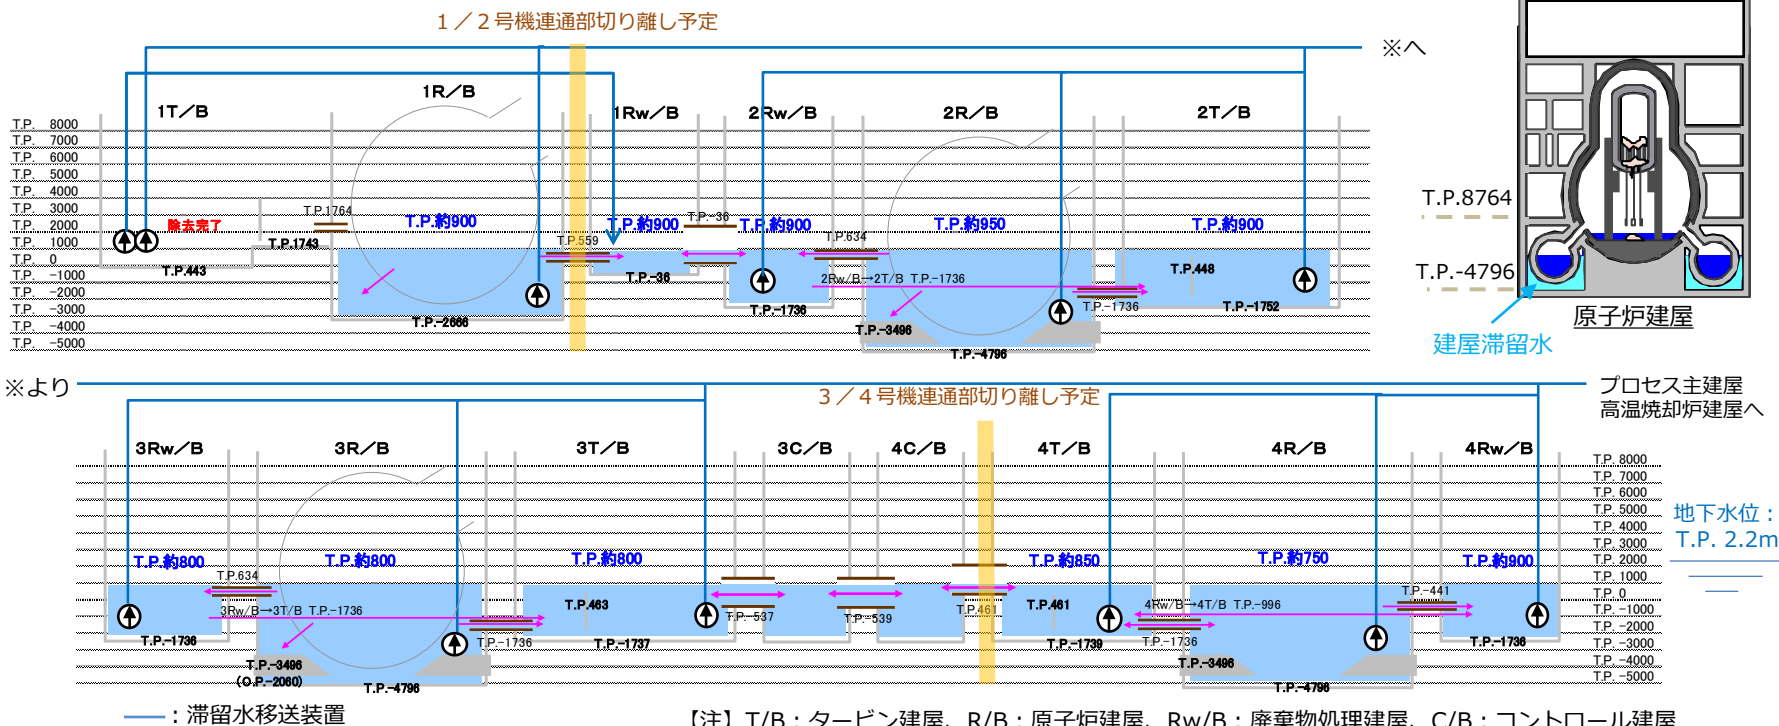 1／2号機連通部切り離し予定
※へ
1T/B
1R/B
1Rw/B
2Rw/B
2R/B
2T/B
T.P. 8000
T.P. 7000
T.P. 6000
T.P. 5000
T.P. 4000
T.P. 3000
T.P. 2000
T.P. 1000
T.P. 0
T.P. -1000
T.P. -2000
T.P. -3000
T.P. -4000
T.P. -5000
除去完了
T.P.1764
T.P.約900
T.P.約900
T.P.-36
T.P.約900
T.P.約950
T.P.約900
T.P.1743
T.P.559
T.P.634
T.P.443
T.P.-36
2Rw/B→2T/B T.P.-1736
T.P.448
T.P.-2666
T.P.-1736
T.P.-3496
T.P.-1736
T.P.-1752
T.P.-4796
T.P.8764
T.P.-4796
原子炉建屋
建屋滞留水
※より
3／4号機連通部切り離し予定
プロセス主建屋
高温焼却炉建屋へ
3Rw/B
3R/B
3T/B
3C/B
4C/B
4T/B
4R/B
4Rw/B
T.P. 8000
T.P. 7000
T.P. 6000
T.P. 5000
T.P. 4000
T.P. 3000
T.P. 2000
T.P. 1000
T.P. 0
T.P. -1000
T.P. -2000
T.P. -3000
T.P. -4000
T.P. -5000
地下水位：
T.P. 2.2m
T.P.約800
T.P.約800
T.P.約800
T.P.約850
T.P.約750
T.P.約900
T.P.634
T.P.-441
3Rw/B→3T/B T.P.-1736
T.P.463
T.P.-537
T.P.-539
T.P.461
T.P.461
4Rw/B→4T/B T.P.-996
T.P.-1736
T.P.-1736
T.P.-1737
T.P.-1739
T.P.-1736
T.P.-1736
T.P.-3496
(O.P.-2060)
T.P.-4796
T.P.-3496
T.P.-4796
：滞留水移送装置
【注】T/B：タービン建屋、R/B：原子炉建屋、Rw/B：廃棄物処理建屋、C/B：コントロール建屋